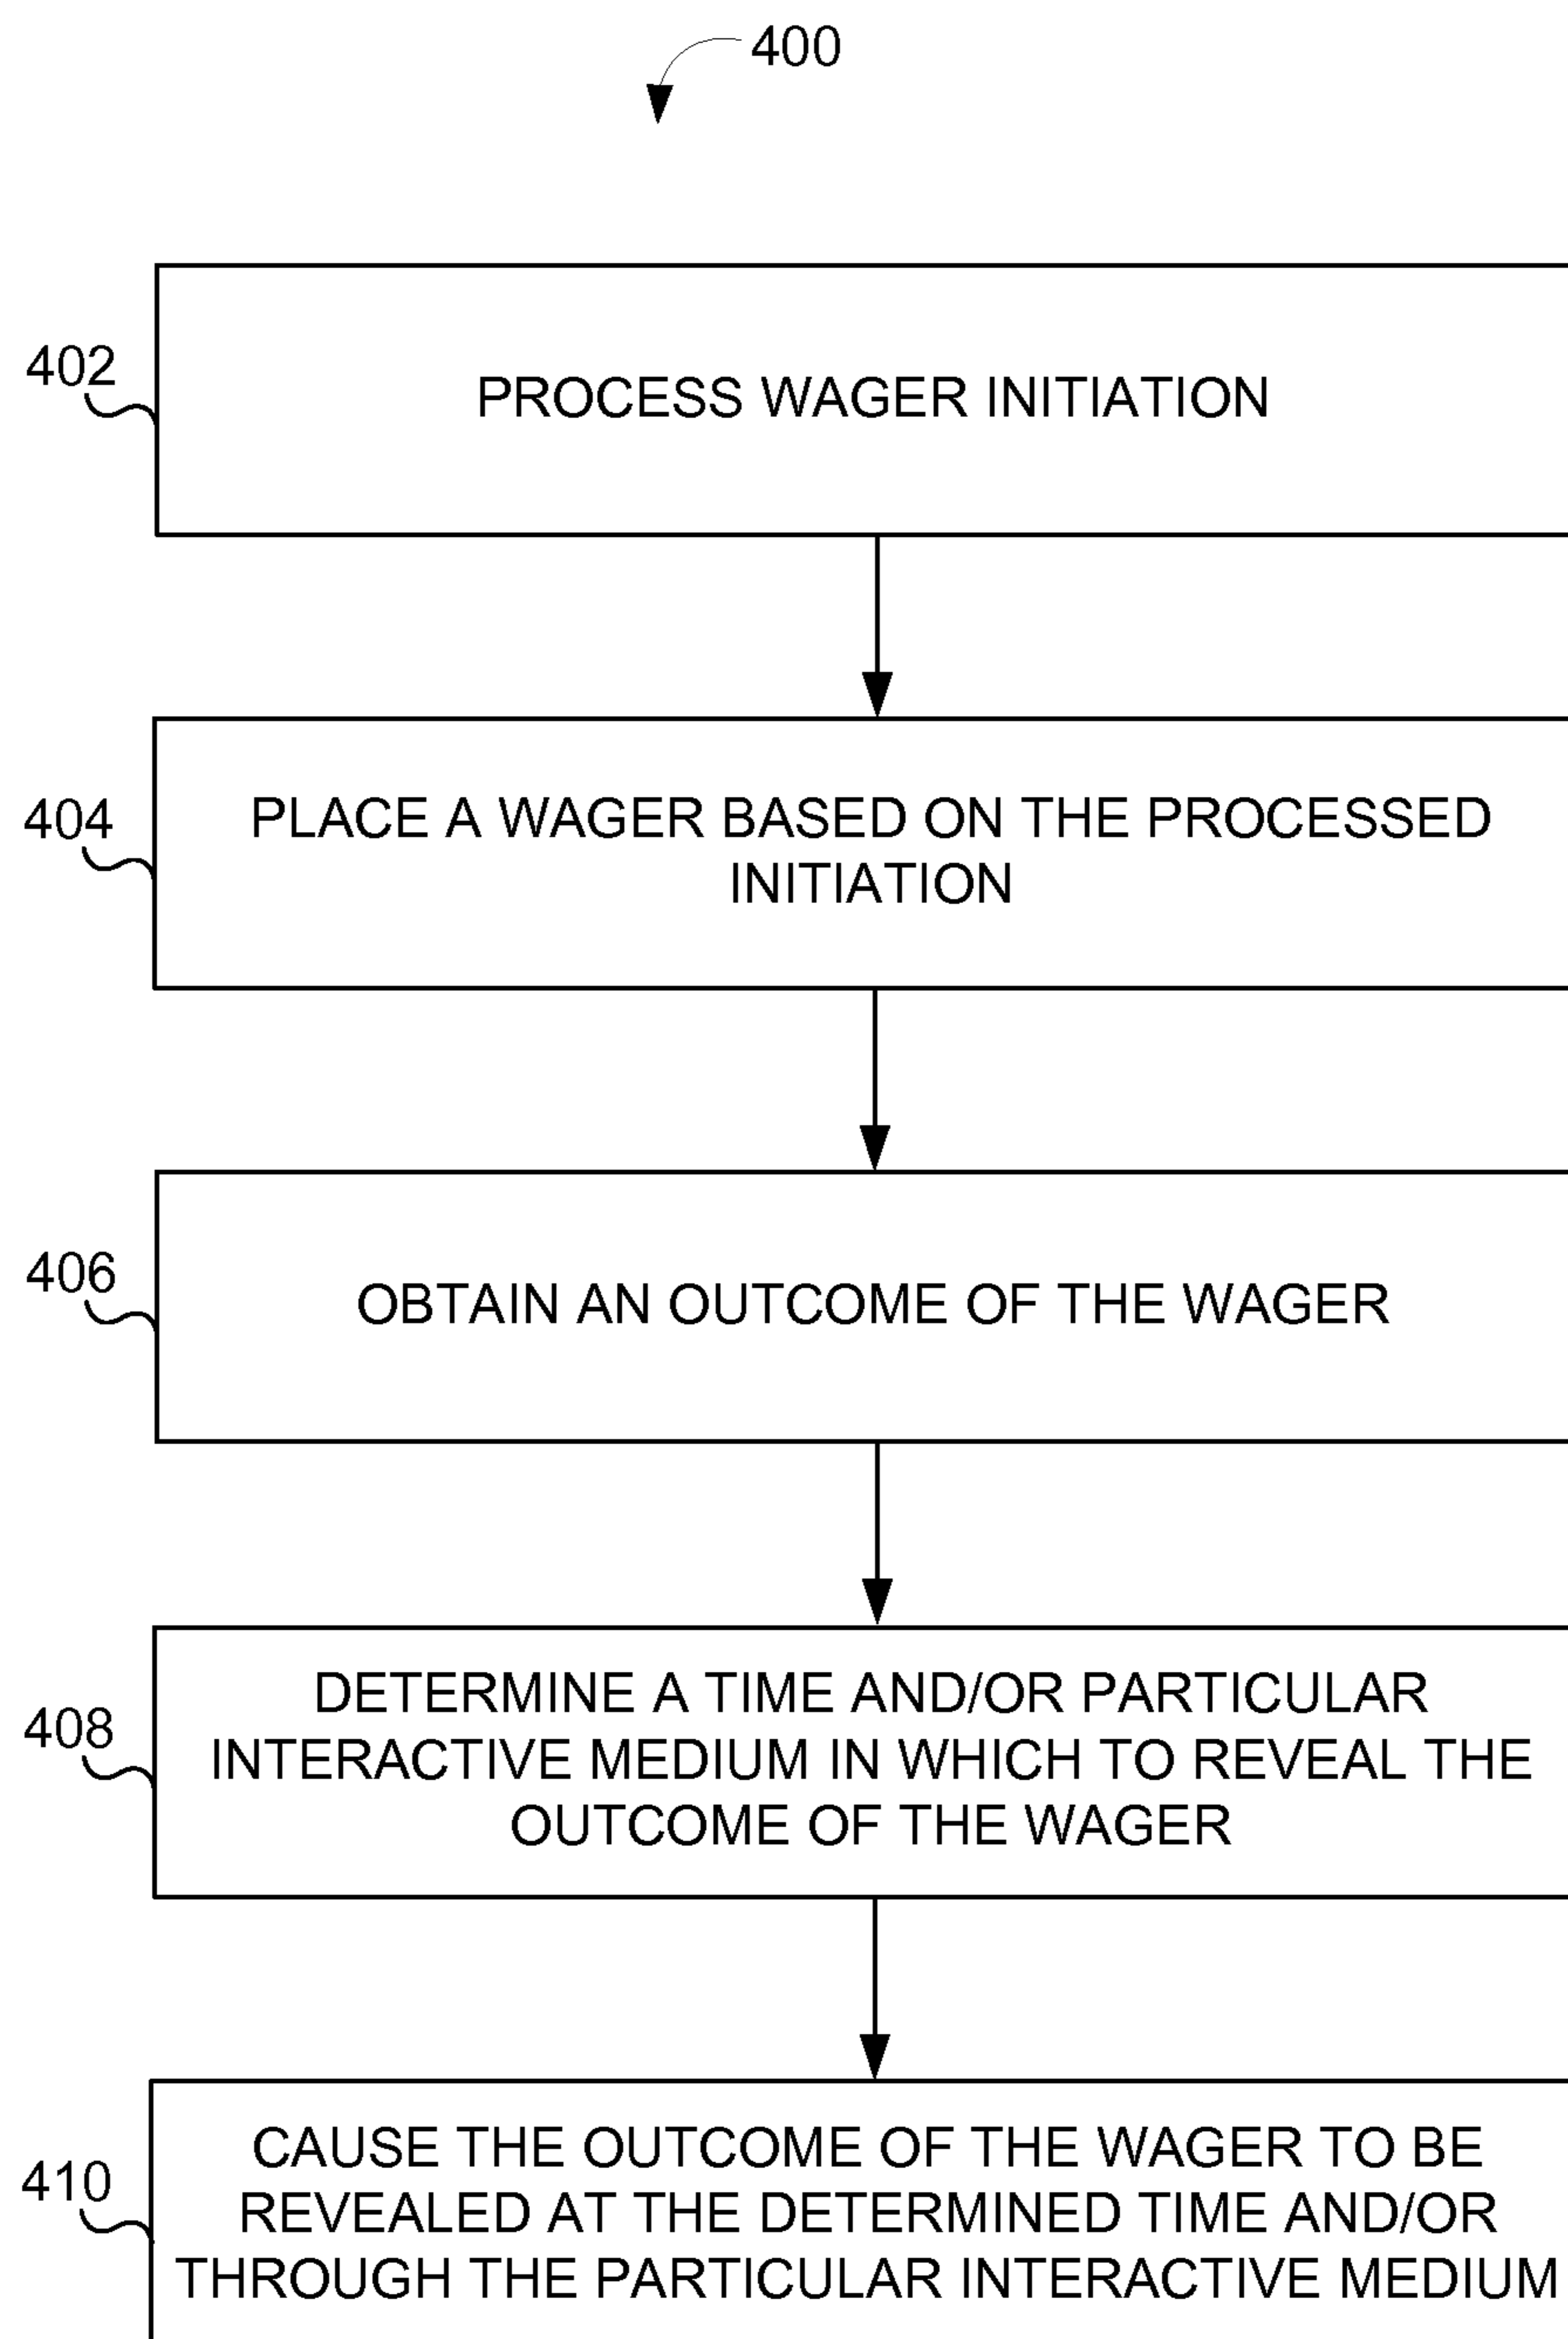 400
402
PROCESS WAGER INITIATION
404
PLACE A WAGER BASED ON THE PROCESSED
INITIATION
406
OBTAIN AN OUTCOME OF THE WAGER
408
DETERMINE A TIME AND/OR PARTICULAR
INTERACTIVE MEDIUM IN WHICH TO REVEAL THE
OUTCOME OF THE WAGER
410
CAUSE THE OUTCOME OF THE WAGER TO BE
REVEALED AT THE DETERMINED TIME AND/OR
THROUGH THE PARTICULAR INTERACTIVE MEDIUM